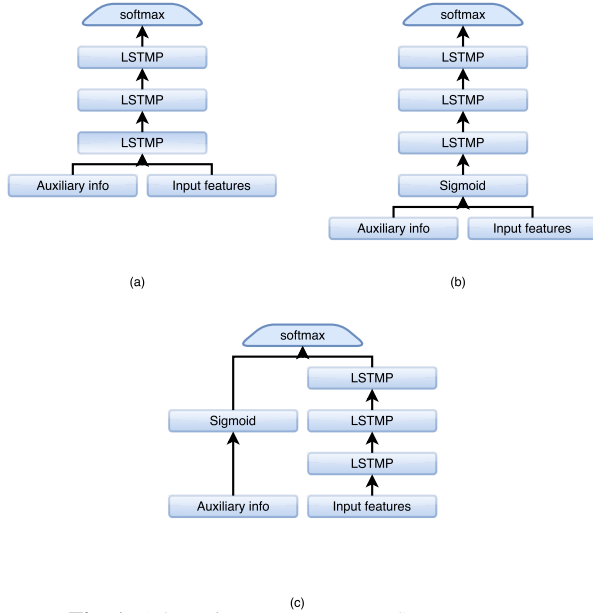 softmax
LSTMP
LSTMP
LSTMP
Auxiliary info
Input features
(a)
softmax
LSTMP
LSTMP
LSTMP
Sigmoid
Auxiliary info
Input features
(b)
softmax
LSTMP
Sigmoid
LSTMP
LSTMP
Auxiliary info
Input features
(c)